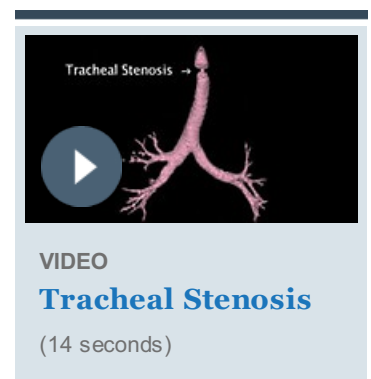 Tracheal Stenosis →
VIDEO
Tracheal Stenosis
(14 seconds)